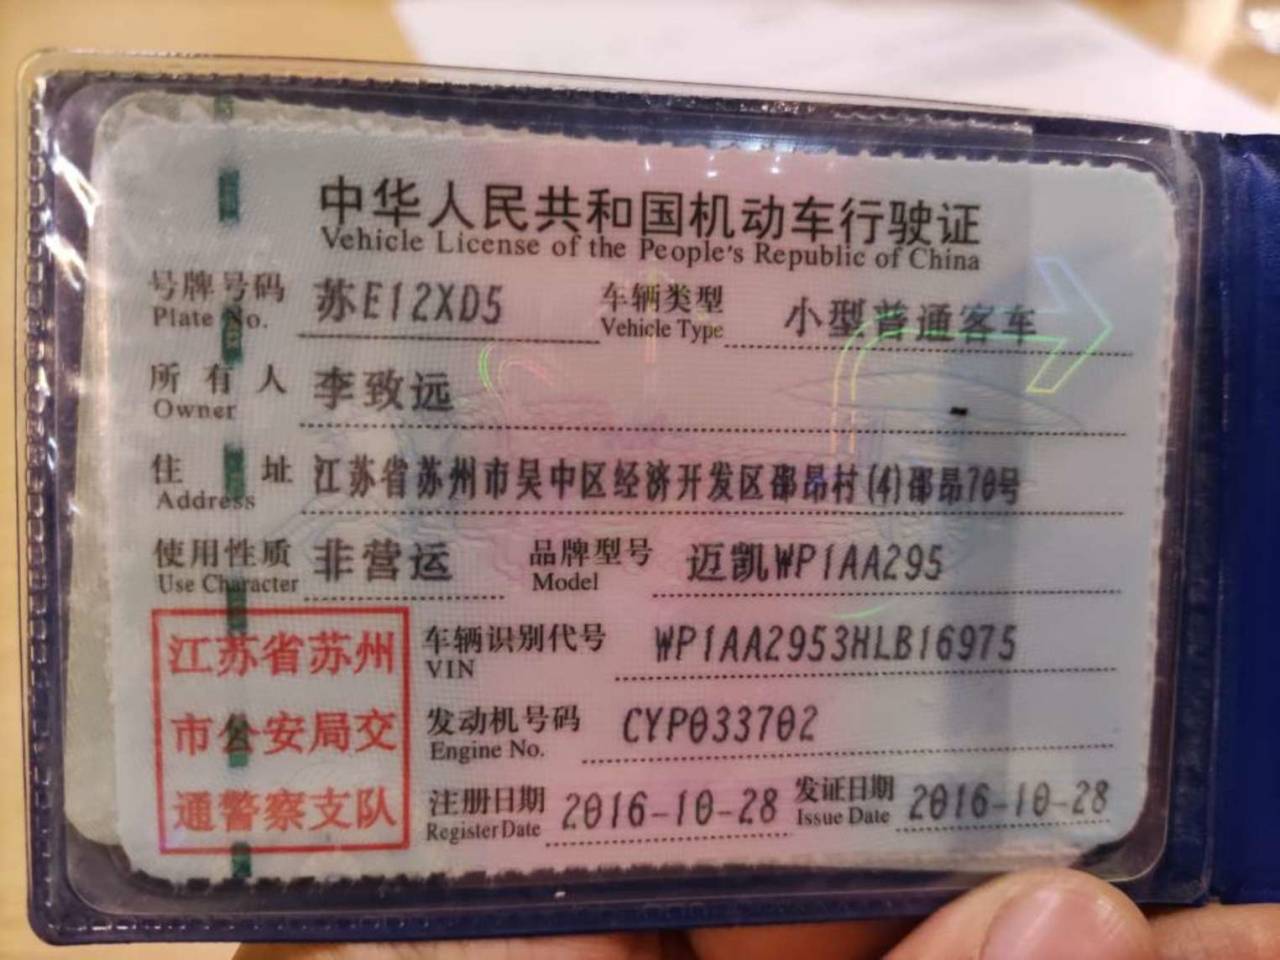 中华人民共和国机动车行驶证
Vehicle License of the People's Republic of China
号牌号码 苏E12XD5 车辆类型 小型普通客车
Plate No. Vehicle Type
所有人 李致远
Owner
住址 江苏省苏州市吴中区经济开发区邵昂村(4)邵昂70号
Address
使用性质 非营运 品牌型号 迈凯WP1AA295
Use Character Model
江苏省苏州
市公安局交
通警察支队
车辆识别代号 WP1AA2953HLB16975
VIN
发动机号码 CYP033702
Engine No.
注册日期 2016-10-28 发证日期 2016-10-28
Register Date Issue Date